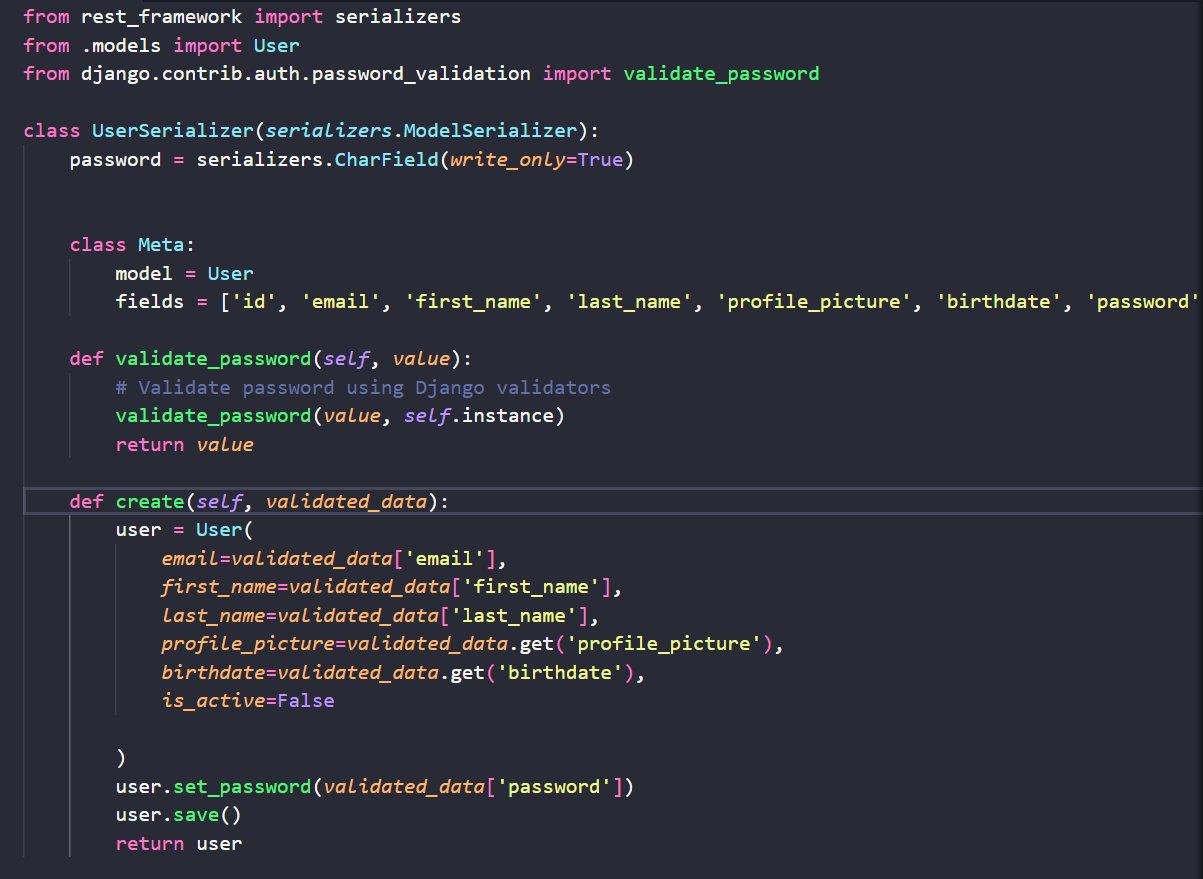 from rest_framework import serializers
from .models import User
from django.contrib.auth.password_validation import validate_password
class UserSerializer(serializers.ModelSerializer):
password = serializers.CharField(write_only=True)
class Meta:
model = User
fields = ['id', 'email', 'first_name', 'last_name', 'profile_picture', 'birthdate', 'password'
def validate_password(self, value):
# Validate password using Django validators
validate_password(value, self.instance)
return value
def create(self, validated_data):
user = User(
email=validated_data['email'],
first_name=validated_data['first_name'],
last_name=validated_data['last_name'],
profile_picture=validated_data.get('profile_picture'),
birthdate=validated_data.get('birthdate'),
is_active=False
)
user.set_password(validated_data['password'])
user.save()
return user